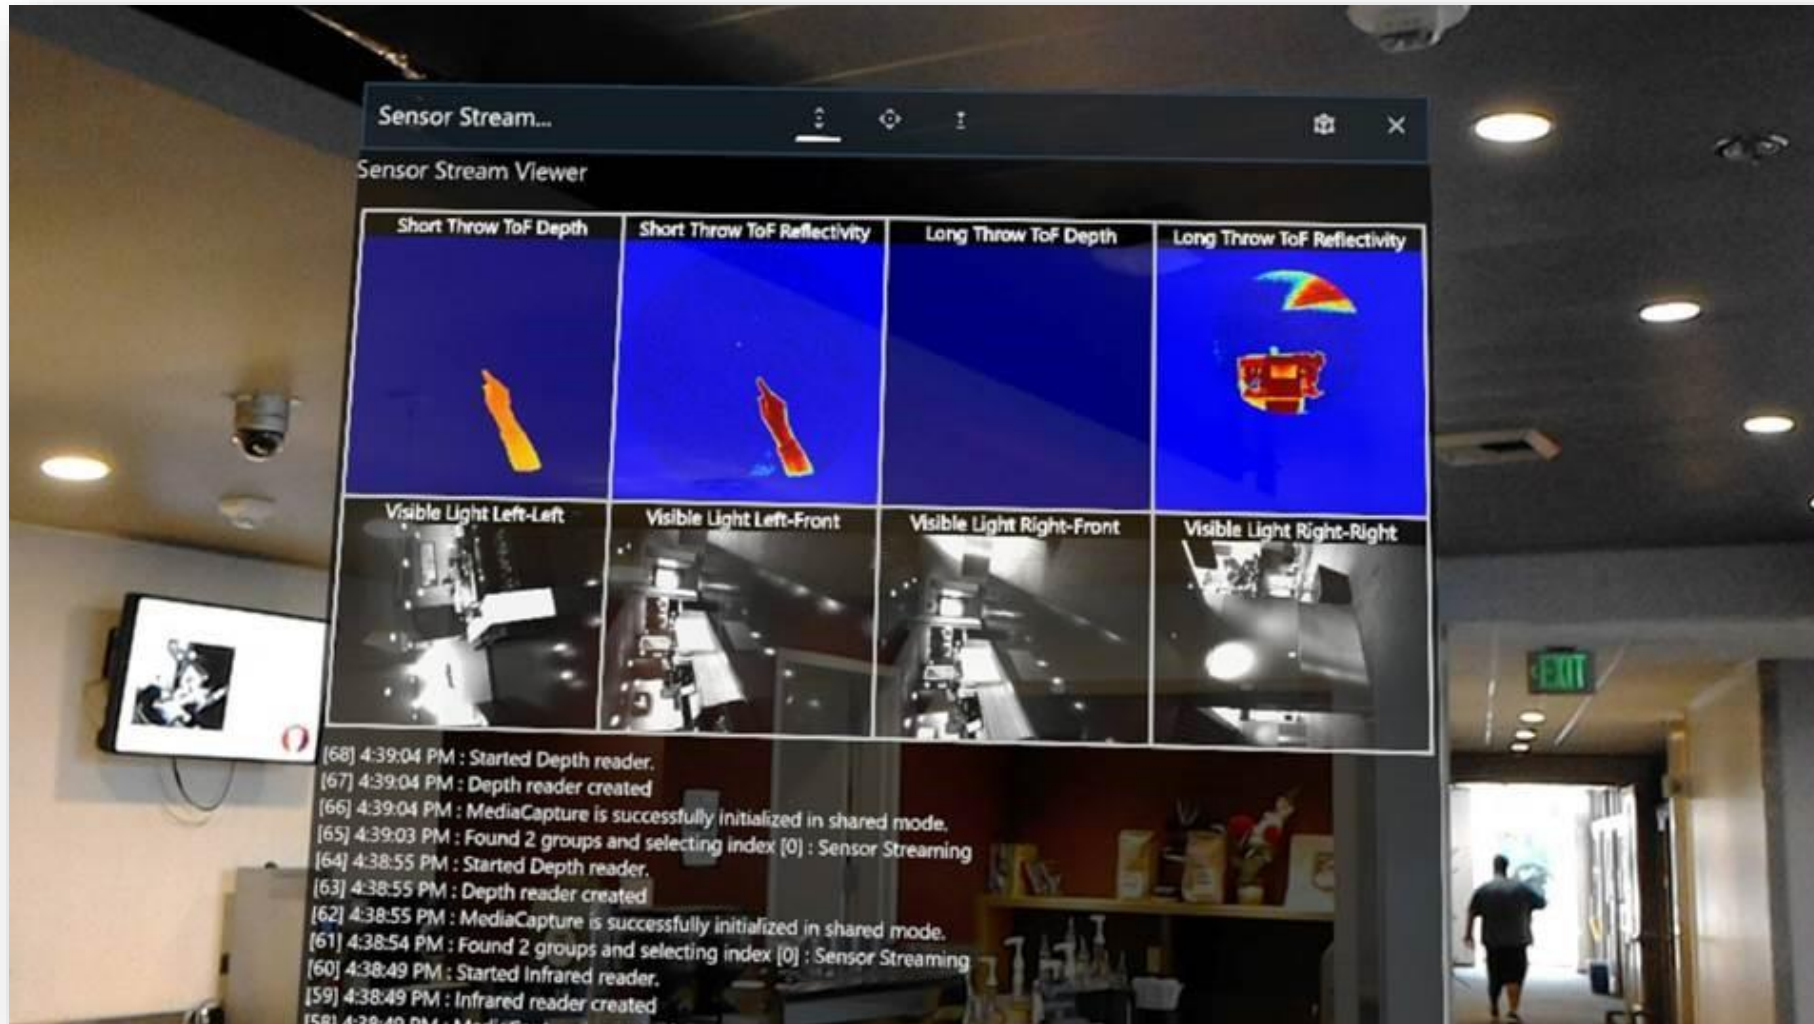 Sensor Stream...
Sensor Stream Viewer
Short Throw ToF Depth
Short Throw ToF Reflectivity
Long Throw ToF Depth
Long Throw ToF Reflectivity
Visible Light Left-Left
Visible Light Left-Front
Visible Light Right-Front
Visible Light Right-Right
EXIT
[68] 4:39:04 PM : Started Depth reader.
[67] 4:39:04 PM : Depth reader created
[66] 4:39:04 PM : MediaCapture is successfully initialized in shared mode.
[65] 4:39:03 PM : Found 2 groups and selecting index [0] : Sensor Streaming
[64] 4:38:55 PM : Started Depth reader.
[63] 4:38:55 PM : Depth reader created
[62] 4:38:55 PM : MediaCapture is successfully initialized in shared mode.
[61] 4:38:54 PM : Found 2 groups and selecting index [0] : Sensor Streaming
[60] 4:38:49 PM : Started Infrared reader.
[59] 4:38:49 PM : Infrared reader created
[58] 4:38:49 PM :